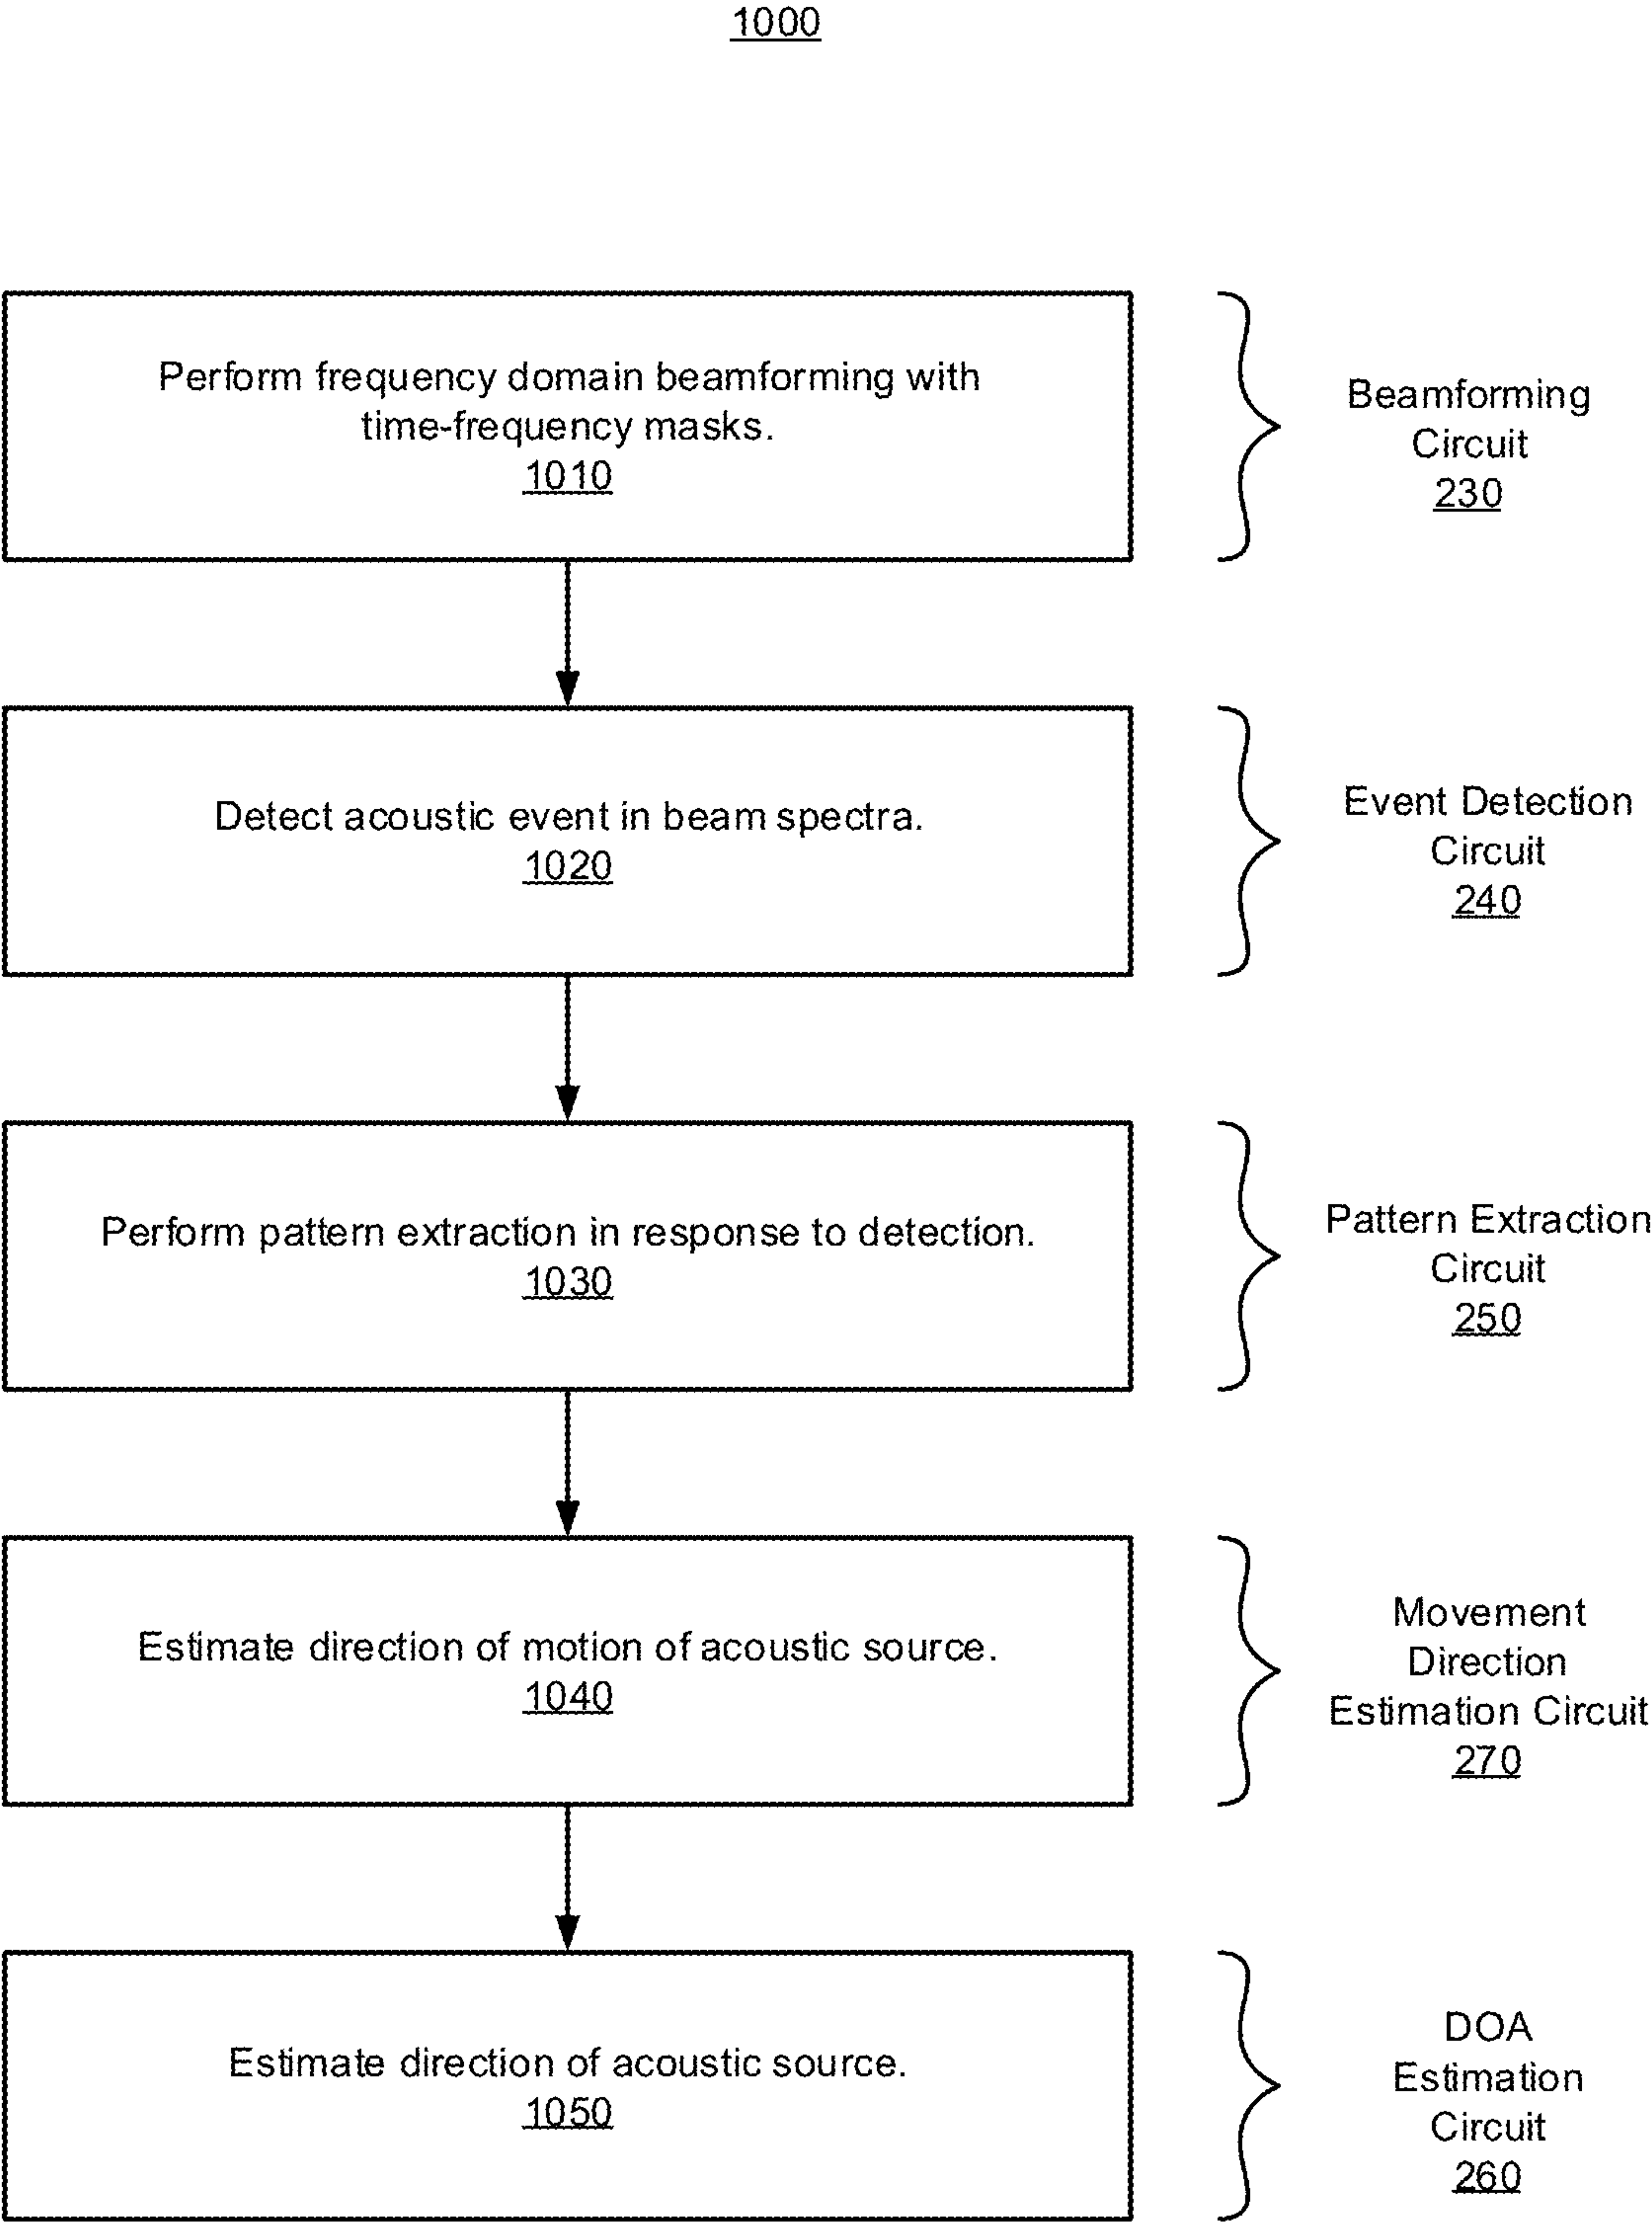 1000
Perform frequency domain beamforming with
time-frequency masks.
1010
Beamforming
Circuit
230
Detect acoustic event in beam spectra.
1020
Event Detection
Circuit
240
Perform pattern extraction in response to detection.
1030
Pattern Extraction
Circuit
250
Estimate direction of motion of acoustic source.
1040
Movement
Direction
Estimation Circuit
270
Estimate direction of acoustic source.
1050
DOA
Estimation
Circuit
260